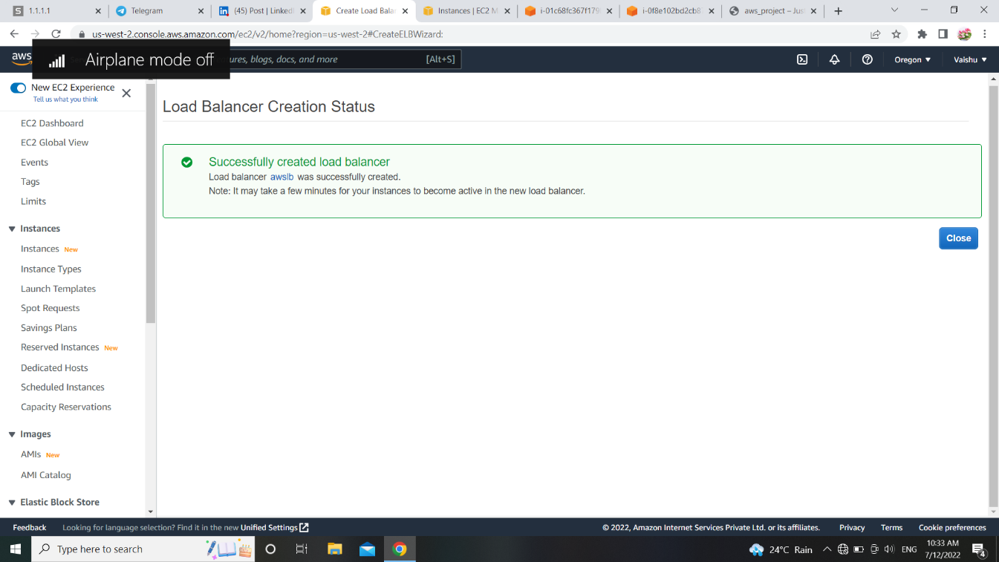 1.1.1.1
Telegram
(45) Post | LinkedI
Create Load Balan
Instances | EC2 M
i-01c68fc367f179
i-0f8e102bd2cb8
aws_project – Jus
us-west-2.console.aws.amazon.com/ec2/v2/home?region=us-west-2#CreateELBWizard:
aws
Airplane mode off
ures, blogs, docs, and more
[Alt+S]
Oregon
Vaishu
New EC2 Experience
Tell us what you think
EC2 Dashboard
EC2 Global View
Events
Tags
Limits
Instances
Instances New
Instance Types
Launch Templates
Spot Requests
Savings Plans
Reserved Instances New
Dedicated Hosts
Scheduled Instances
Capacity Reservations
Images
AMIs New
AMI Catalog
Elastic Block Store
Load Balancer Creation Status
Successfully created load balancer
Load balancer awslb was successfully created.
Note: It may take a few minutes for your instances to become active in the new load balancer.
Close
Feedback
Looking for language selection? Find it in the new Unified Settings
© 2022, Amazon Internet Services Private Ltd. or its affiliates.
Privacy
Terms
Cookie preferences
Type here to search
24°C Rain
ENG
10:33 AM
7/12/2022
4